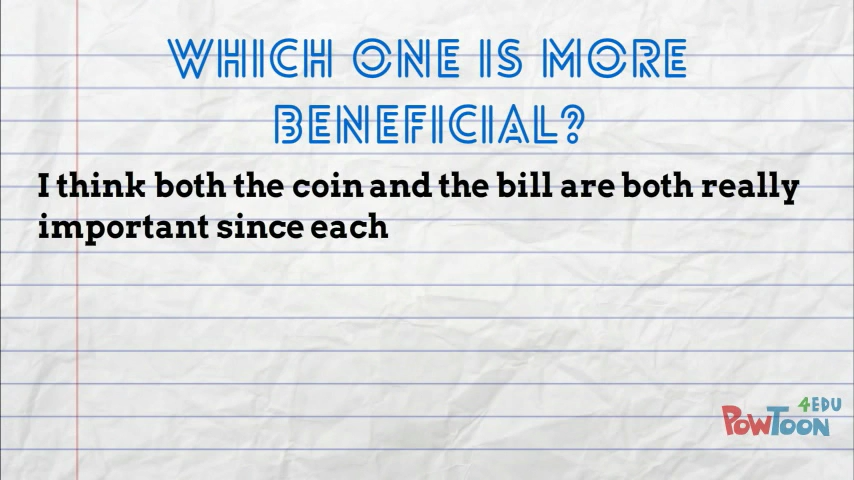 WHICH ONE IS MORE
BENEFICIAL?
I think both the coin and the bill are both really
important since each
4EDU
POWTOON